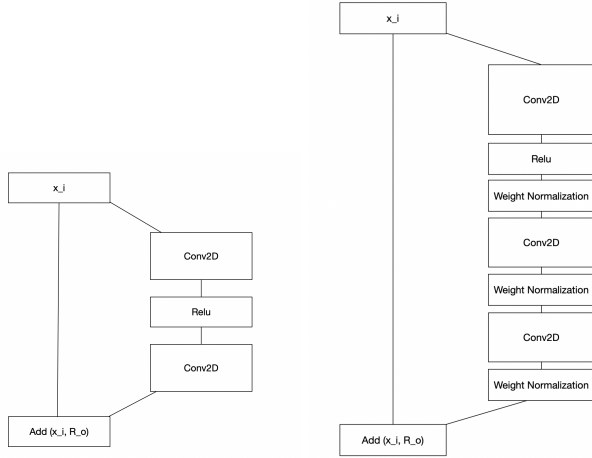 x_i
Conv2D
Relu
Conv2D
Add (x_i, R_o)
x_i
Conv2D
Relu
Weight Normalization
Conv2D
Weight Normalization
Conv2D
Weight Normalization
Add (x_i, R_o)